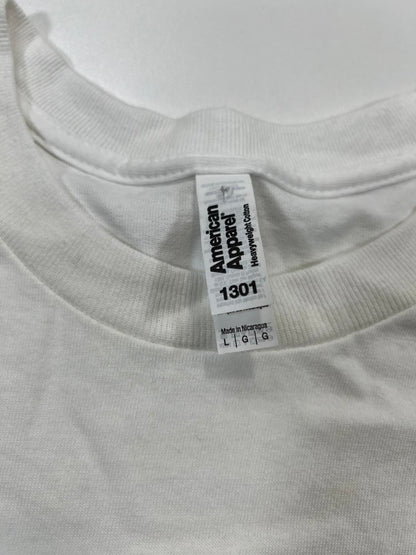 American
Apparel
Heavyweight Cotton
1301
Made in Nicaragua
L | G | G